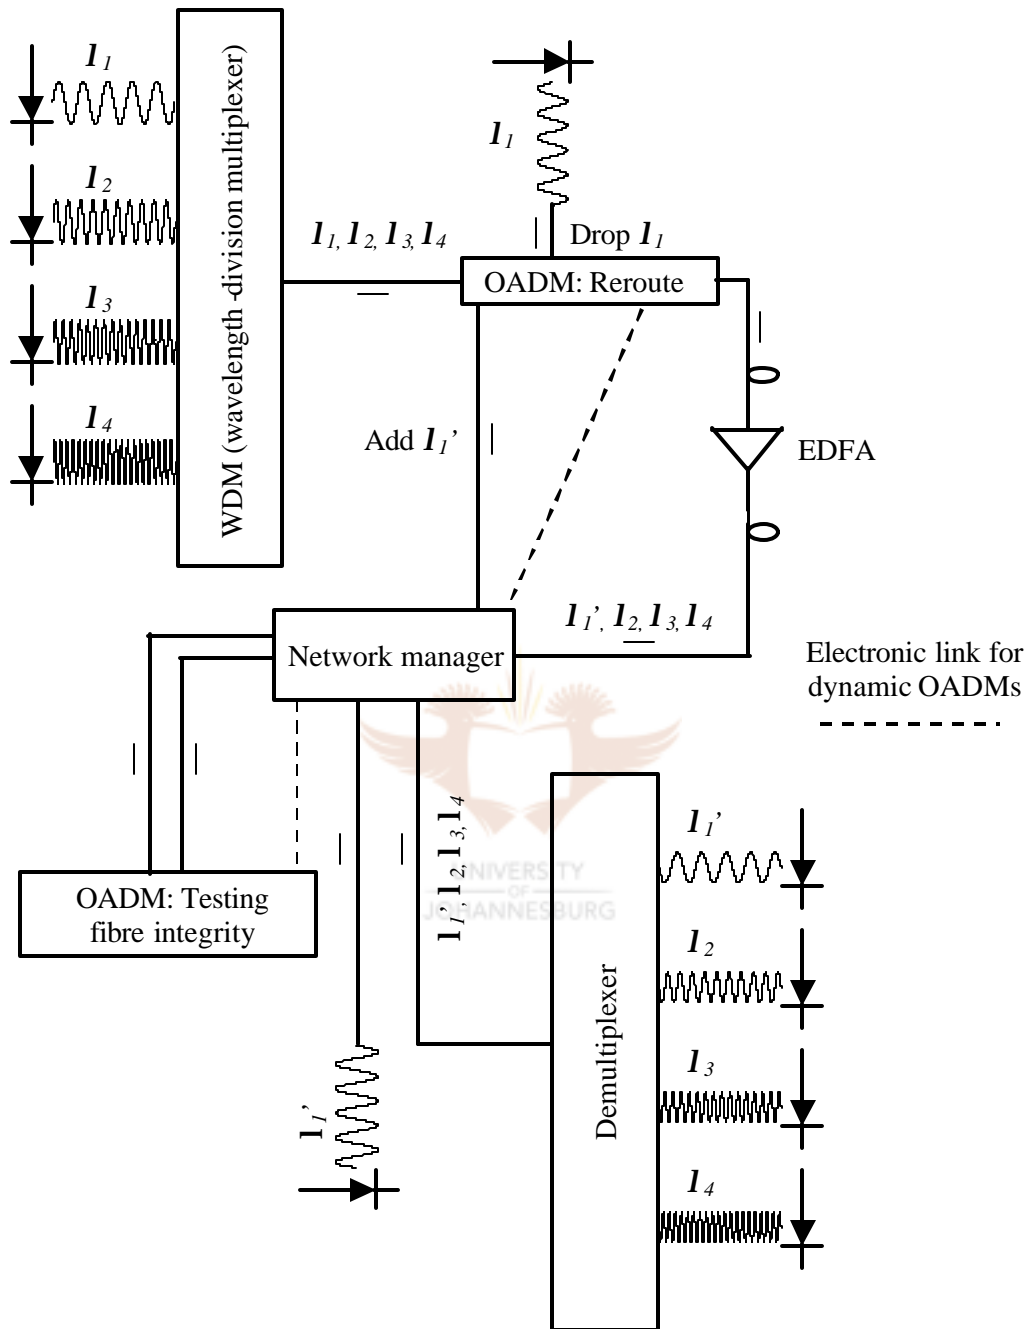 l1
l2
l3
l4
WDM (wavelength -division multiplexer)
l1, l2, l3, l4
l1
Drop l1
OADM: Reroute
Add l1’
EDFA
l1’, l2, l3, l4
Network manager
Electronic link for
dynamic OADMs
OADM: Testing
fibre integrity
l1’, l2, l3, l4
l1’
UNIVERSITY
OF
JOHANNESBURG
Demultiplexer
l1’
l2
l3
l4